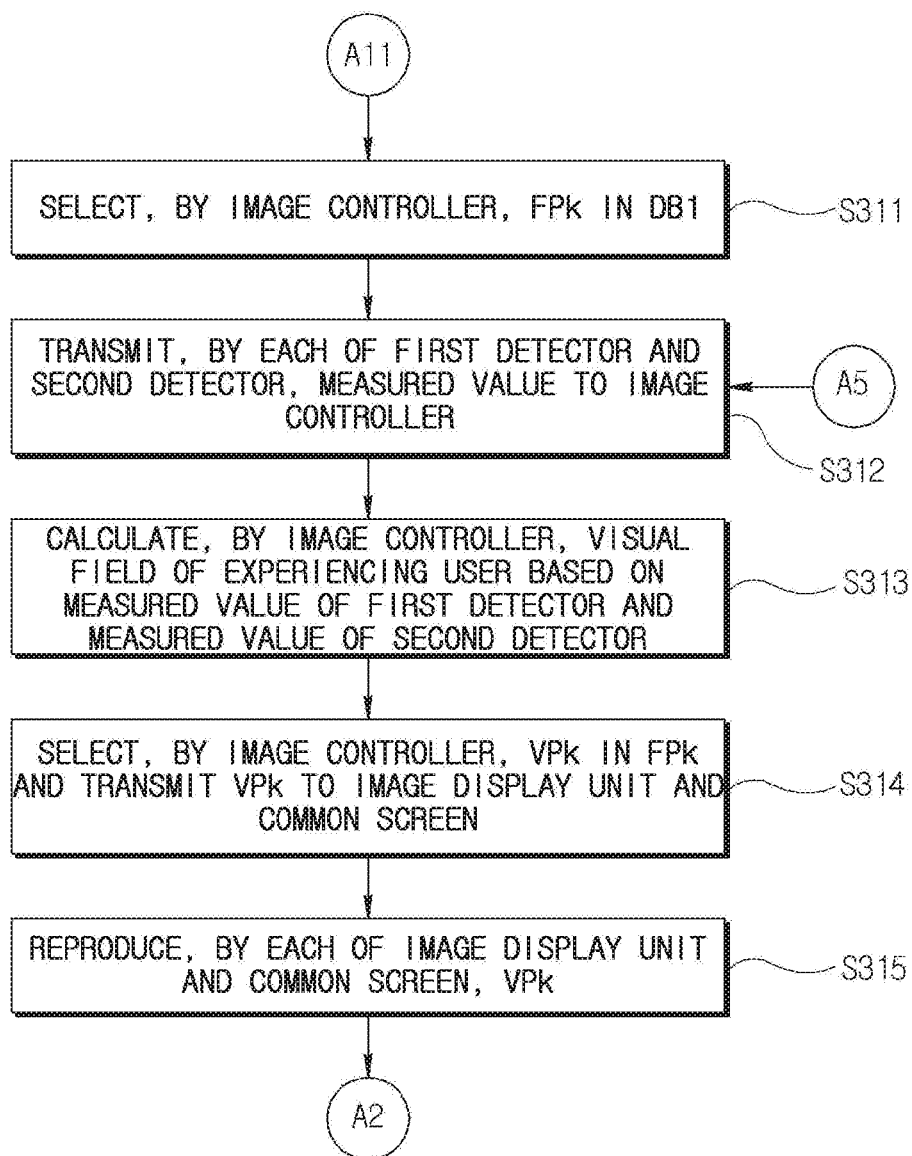 A11
SELECT, BY IMAGE CONTROLLER, FPk IN DB1
S311
TRANSMIT, BY EACH OF FIRST DETECTOR AND
SECOND DETECTOR, MEASURED VALUE TO IMAGE
CONTROLLER
A5
S312
CALCULATE, BY IMAGE CONTROLLER, VISUAL
FIELD OF EXPERIENCING USER BASED ON
MEASURED VALUE OF FIRST DETECTOR AND
MEASURED VALUE OF SECOND DETECTOR
S313
SELECT, BY IMAGE CONTROLLER, VPk IN FPk
AND TRANSMIT VPk TO IMAGE DISPLAY UNIT AND
COMMON SCREEN
S314
REPRODUCE, BY EACH OF IMAGE DISPLAY UNIT
AND COMMON SCREEN, VPk
S315
A2